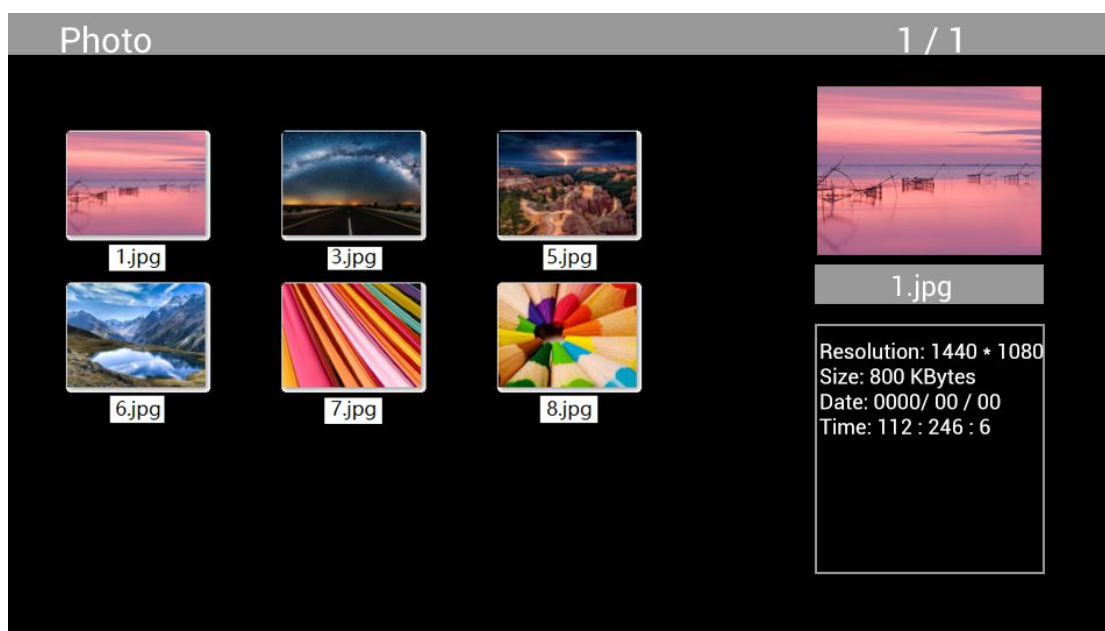 Photo 1 / 1
1.jpg 3.jpg 5.jpg
6.jpg 7.jpg 8.jpg
1.jpg
Resolution: 1440 * 1080
Size: 800 KBytes
Date: 0000/ 00 / 00
Time: 112 : 246 : 6